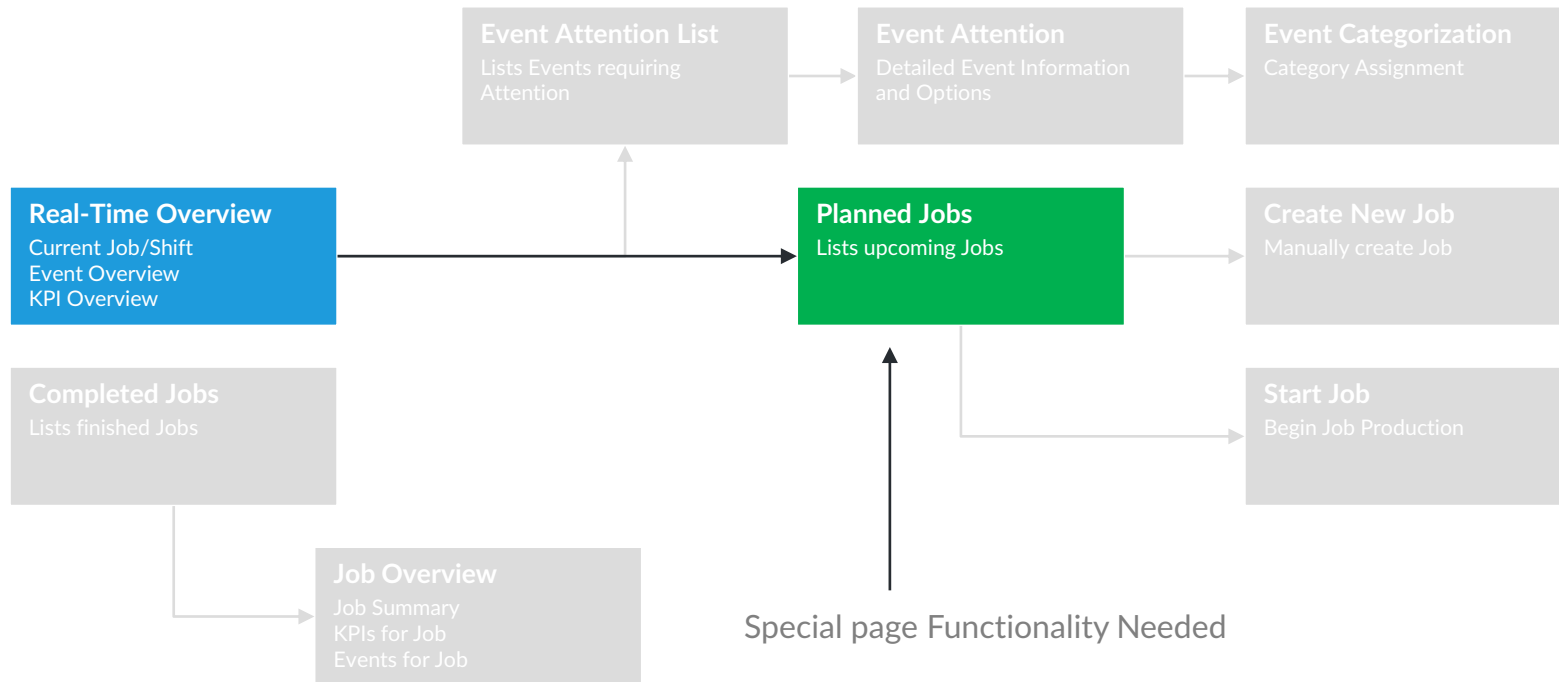 Event Attention List
Lists Events requiring
Attention
Event Attention
Detailed Event Information
and Options
Event Categorization
Category Assignment
Real-Time Overview
Current Job/Shift
Event Overview
KPI Overview
Planned Jobs
Lists upcoming Jobs
Create New Job
Manually create Job
Completed Jobs
Lists finished Jobs
Start Job
Begin Job Production
Job Overview
Job Summary
KPIs for Job
Events for Job
Special page Functionality Needed